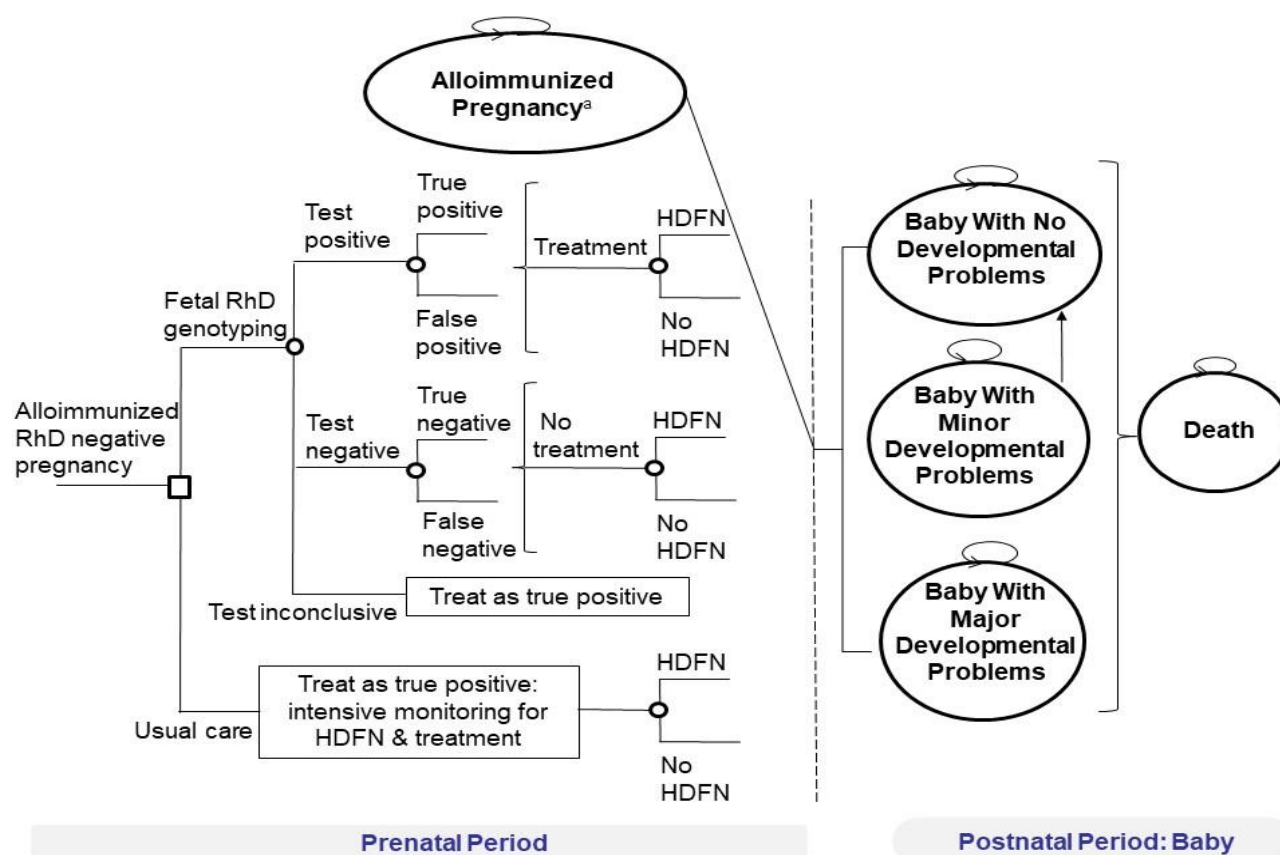 Alloimmunized
Pregnancyᵃ
True
positive
Test
positive
False
positive
Treatment
HDFN
No
HDFN
Fetal RhD
genotyping
Alloimmunized
RhD negative
pregnancy
Test
negative
True
negative
False
negative
No
treatment
HDFN
No
HDFN
Test inconclusive
Treat as true positive
Usual care
Treat as true positive:
intensive monitoring for
HDFN & treatment
HDFN
No
HDFN
Baby With No
Developmental
Problems
Baby With
Minor
Developmental
Problems
Baby With
Major
Developmental
Problems
Death
Prenatal Period
Postnatal Period: Baby